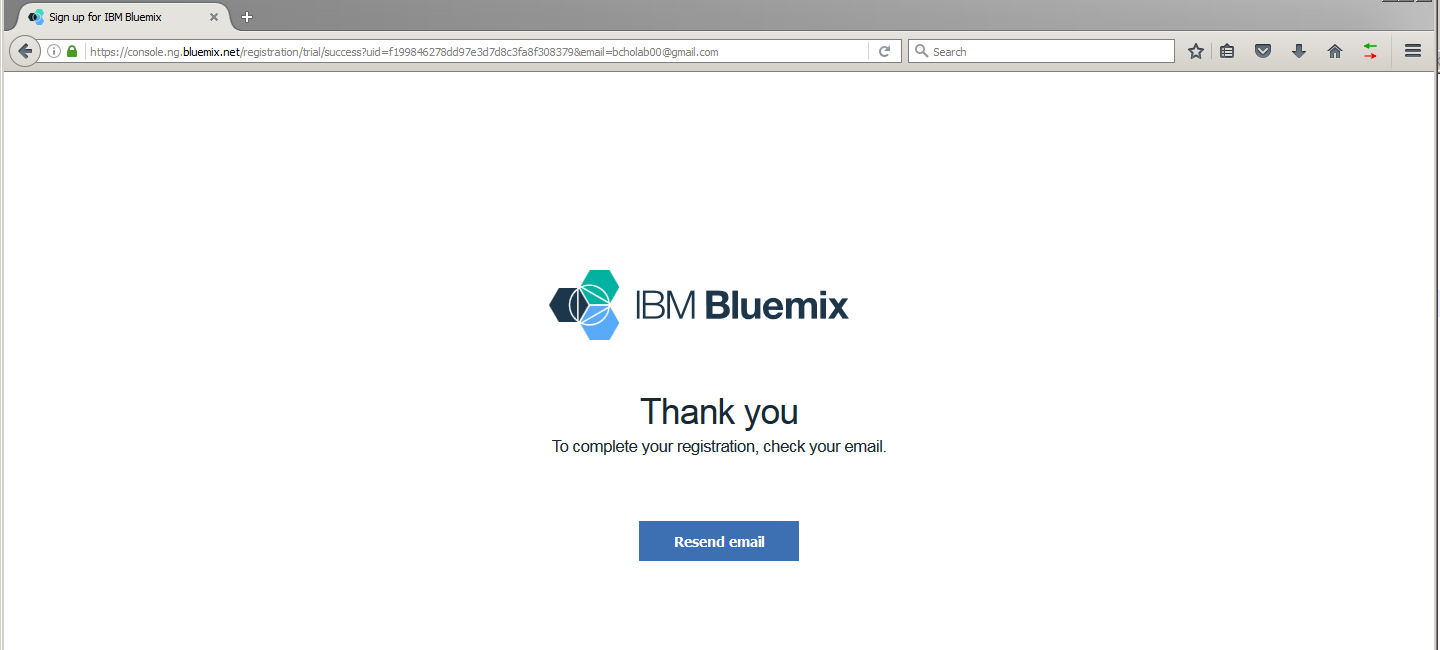 Sign up for IBM Bluemix
https://console.ng.bluemix.net/registration/trial/success?uid=f199846278dd97e3d7d8c3fa8f308379&email=bcholab00@gmail.com
Search
IBM Bluemix
Thank you
To complete your registration, check your email.
Resend email